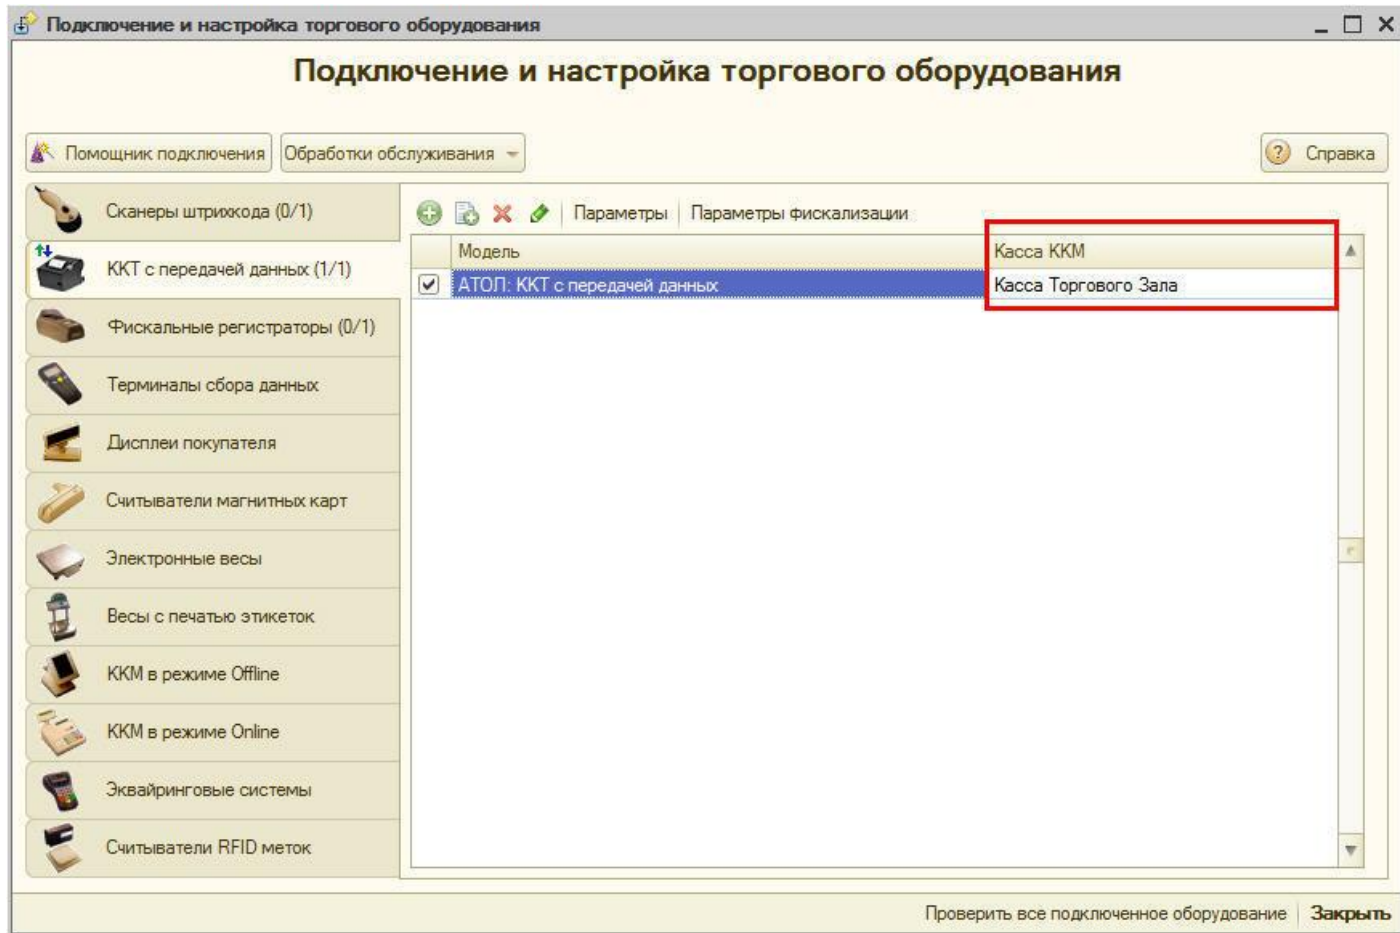 Подключение и настройка торгового оборудования
Подключение и настройка торгового оборудования
Помощник подключения Обработки обслуживания Справка
Сканеры штрихкода (0/1)
ККТ с передачей данных (1/1)
Фискальные регистраторы (0/1)
Терминалы сбора данных
Дисплеи покупателя
Считыватели магнитных карт
Электронные весы
Весы с печатью этикеток
ККМ в режиме Offline
ККМ в режиме Online
Эквайринговые системы
Считыватели RFID меток
Параметры Параметры фискализации
Модель Касса ККМ
АТОЛ: ККТ с передачей данных Касса Торгового Зала
Проверить все подключенное оборудование Закрыть